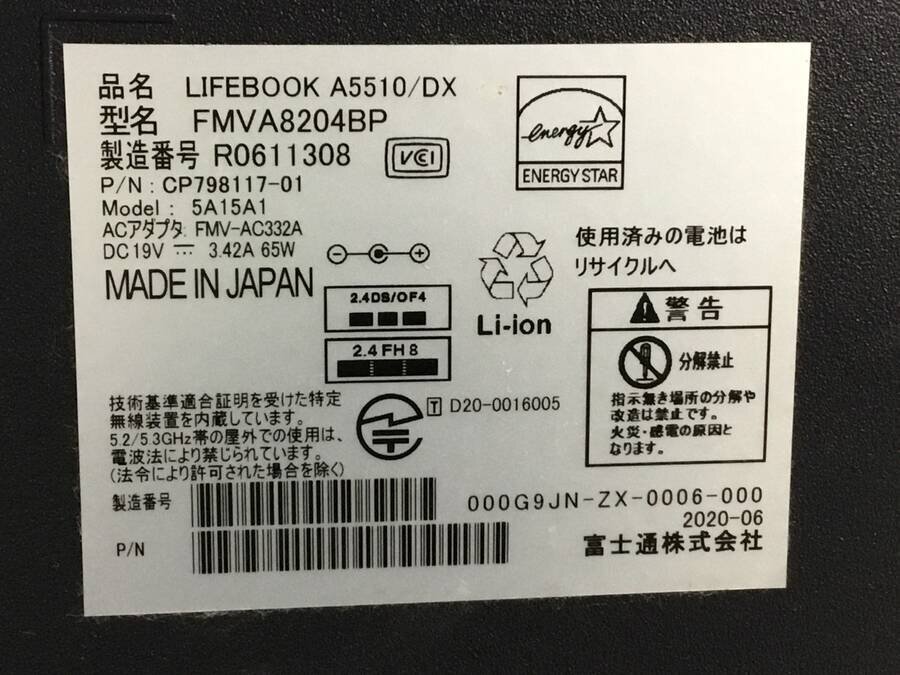 品名 LIFEBOOK A5510/DX
型名 FMVA8204BP
製造番号 R0611308
VCI
P/N : CP798117-01
Model : 5A15A1
ACアダプタ: FMV-AC332A
DC19V 3.42A 65W
MADE IN JAPAN
energy
ENERGY STAR
使用済みの電池は
リサイクルへ
Li-ion
2.4DS/OF4
2.4FH8
警告
分解禁止
指示無き場所の分解や
改造は禁止です。
火災・感電の原因と
なります。
技術基準適合証明を受けた特定
無線装置を内蔵しています。
5.2/5.3GHz帯の屋外での使用は、
電波法により禁じられています。
(法令により許可された場合を除く)
T D20-0016005
製造番号
P/N
000G9JN-ZX-0006-000
2020-06
富士通株式会社